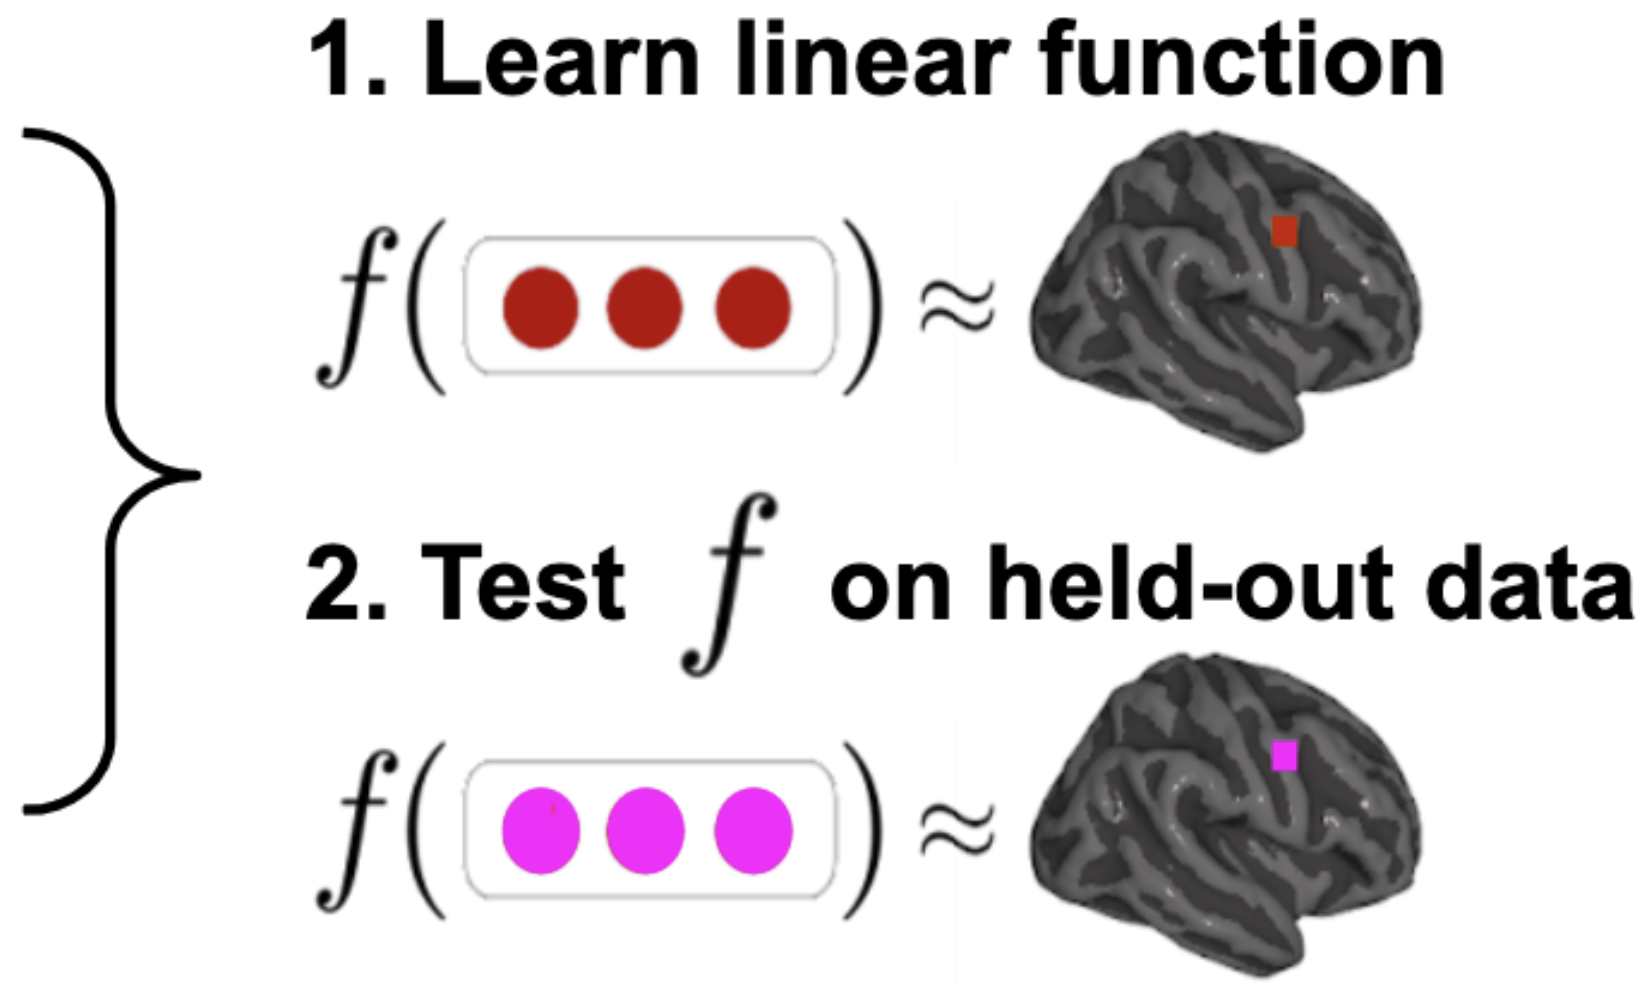 1. Learn linear function
f( ) ≈
2. Test f on held-out data
f( ) ≈